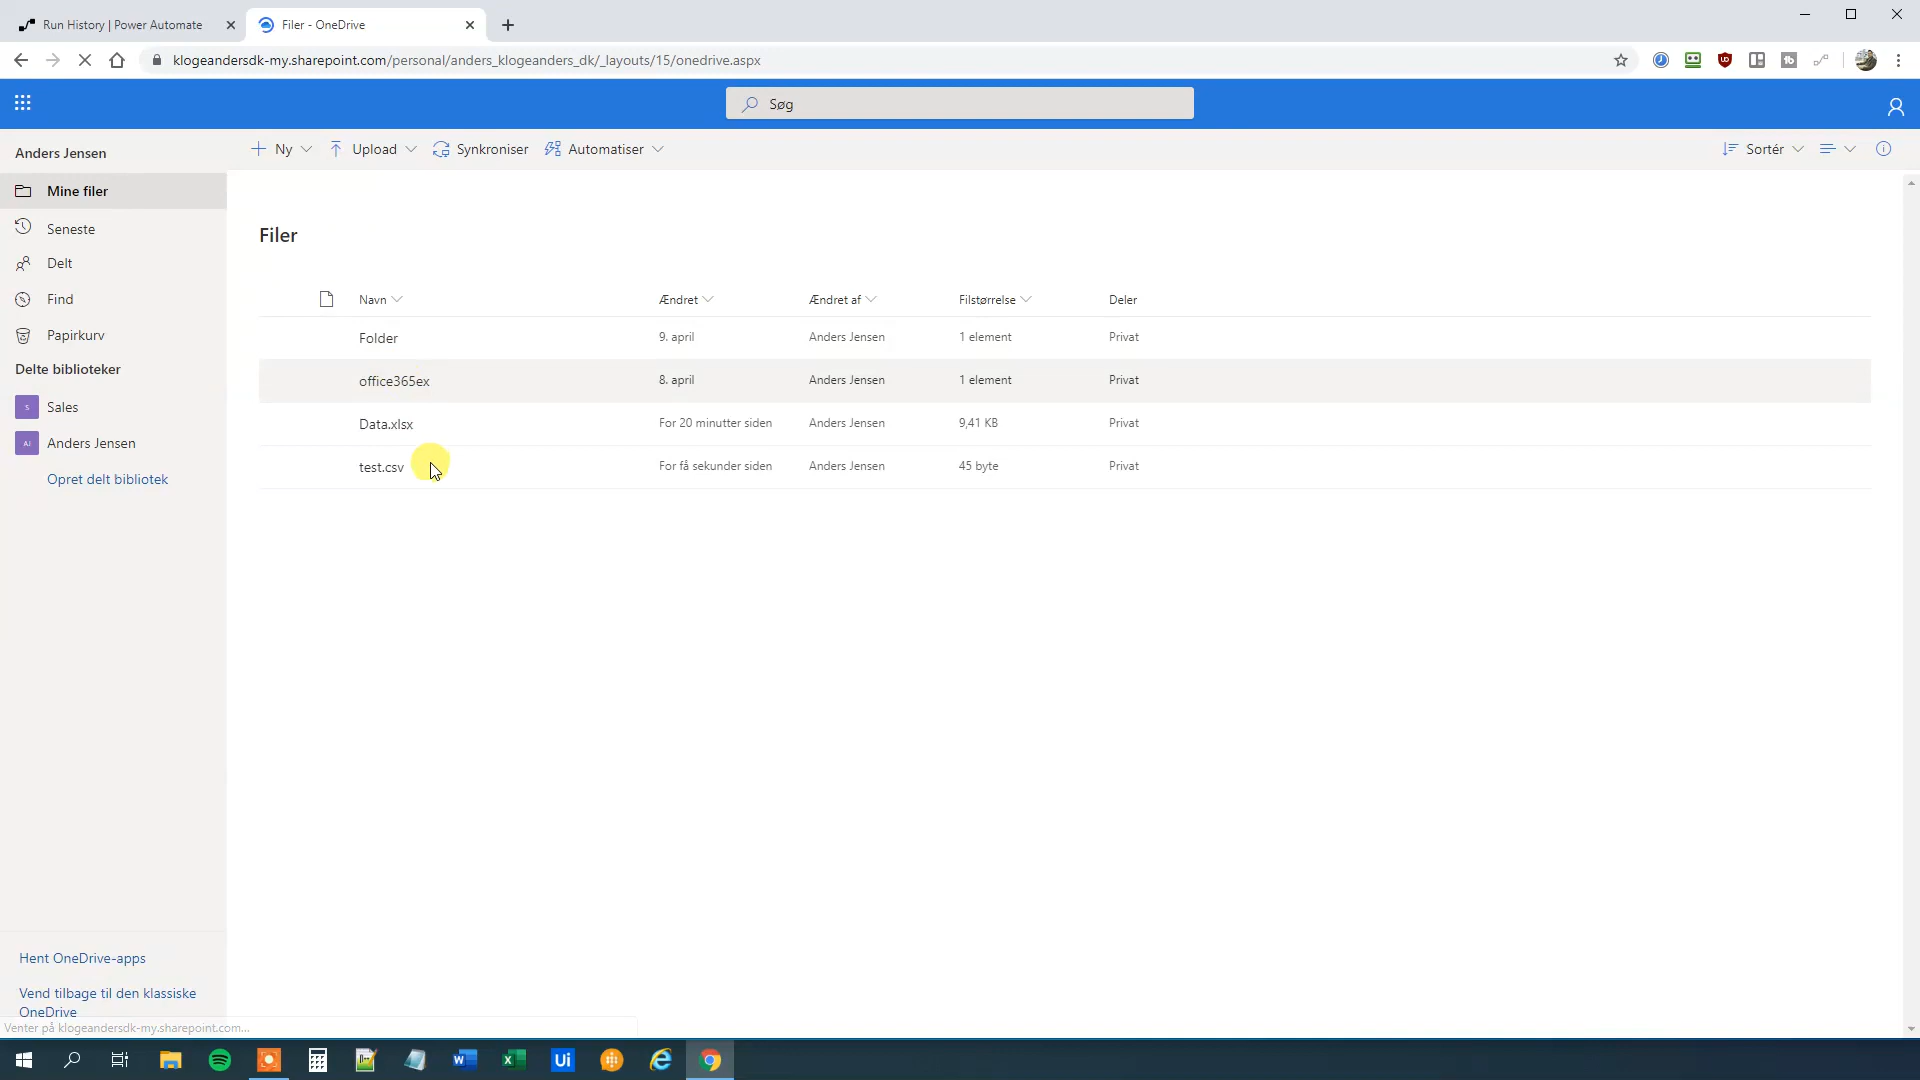 Run History | Power Automate
Filer - OneDrive
klogeandersdk-my.sharepoint.com/personal/anders_klogeanders_dk/_layouts/15/onedrive.aspx
Søg
Anders Jensen
Ny
Upload
Synkroniser
Automatiser
Sortér
Mine filer
Seneste
Delt
Find
Papirkurv
Delte biblioteker
S Sales
AJ Anders Jensen
Opret delt bibliotek
Filer
Navn Ændret Ændret af Filstørrelse Deler
Folder 9. april Anders Jensen 1 element Privat
office365ex 8. april Anders Jensen 1 element Privat
Data.xlsx For 20 minutter siden Anders Jensen 9,41 KB Privat
test.csv For få sekunder siden Anders Jensen 45 byte Privat
Hent OneDrive-apps
Vend tilbage til den klassiske
OneDrive
Venter på klogeandersdk-my.sharepoint.com...
Ui